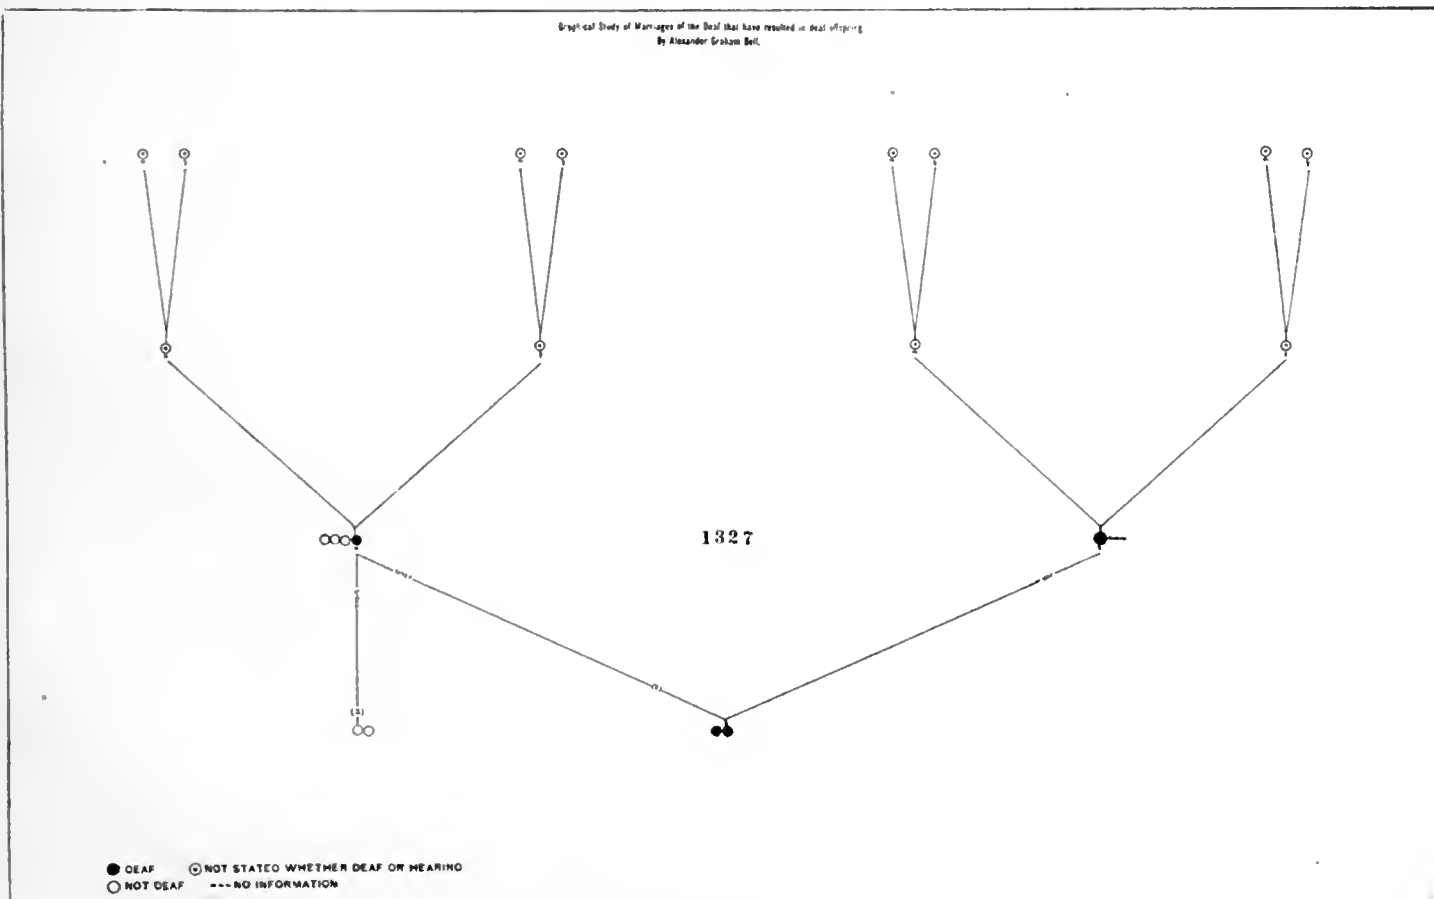 Graphical Study of Marriages of the Deaf that have resulted in deaf offspring
By Alexander Graham Bell.
1327
(1)
(2)
DEAF
NOT STATED WHETHER DEAF OR HEARING
NOT DEAF
NO INFORMATION